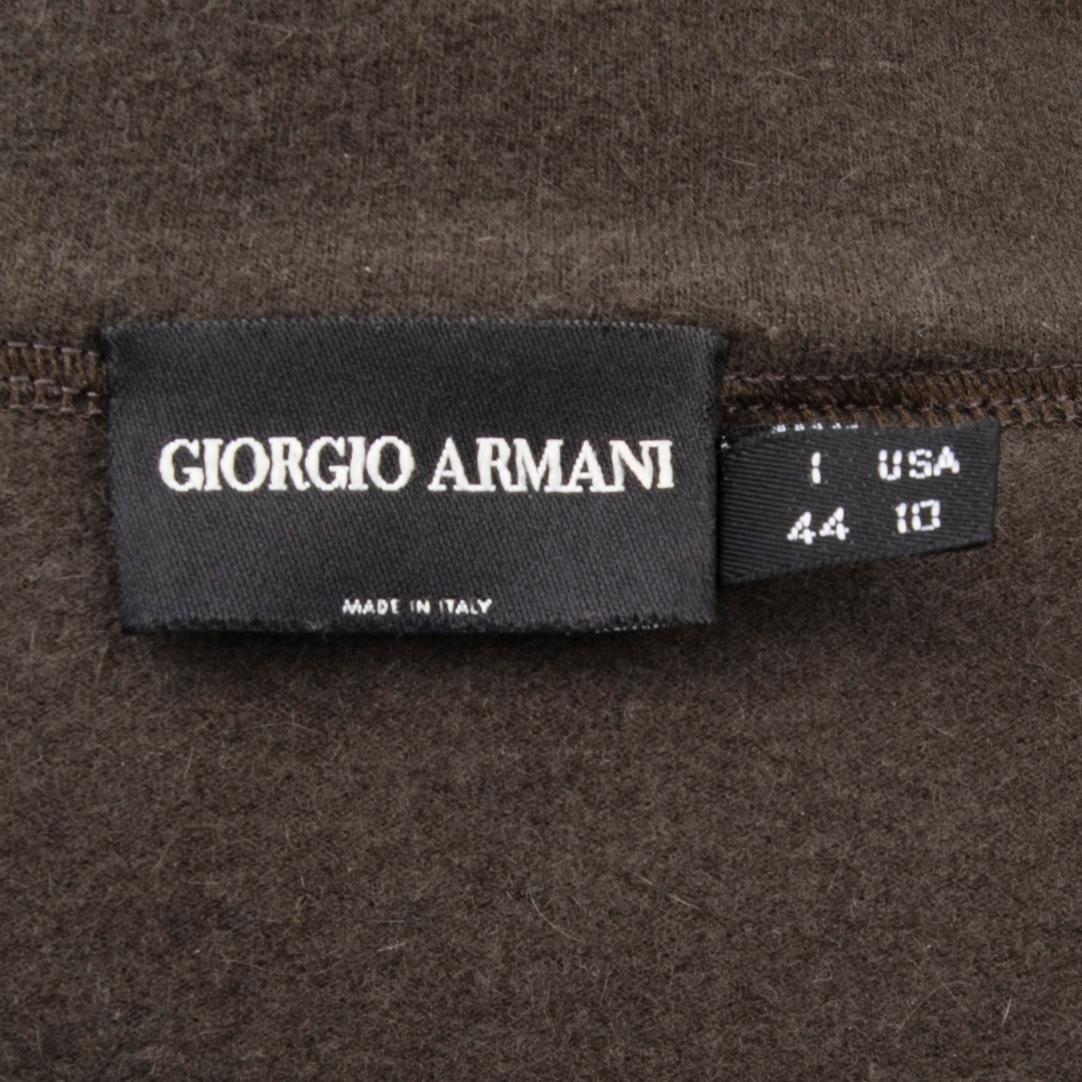 GIORGIO ARMANI
MADE IN ITALY
I USA
44 10